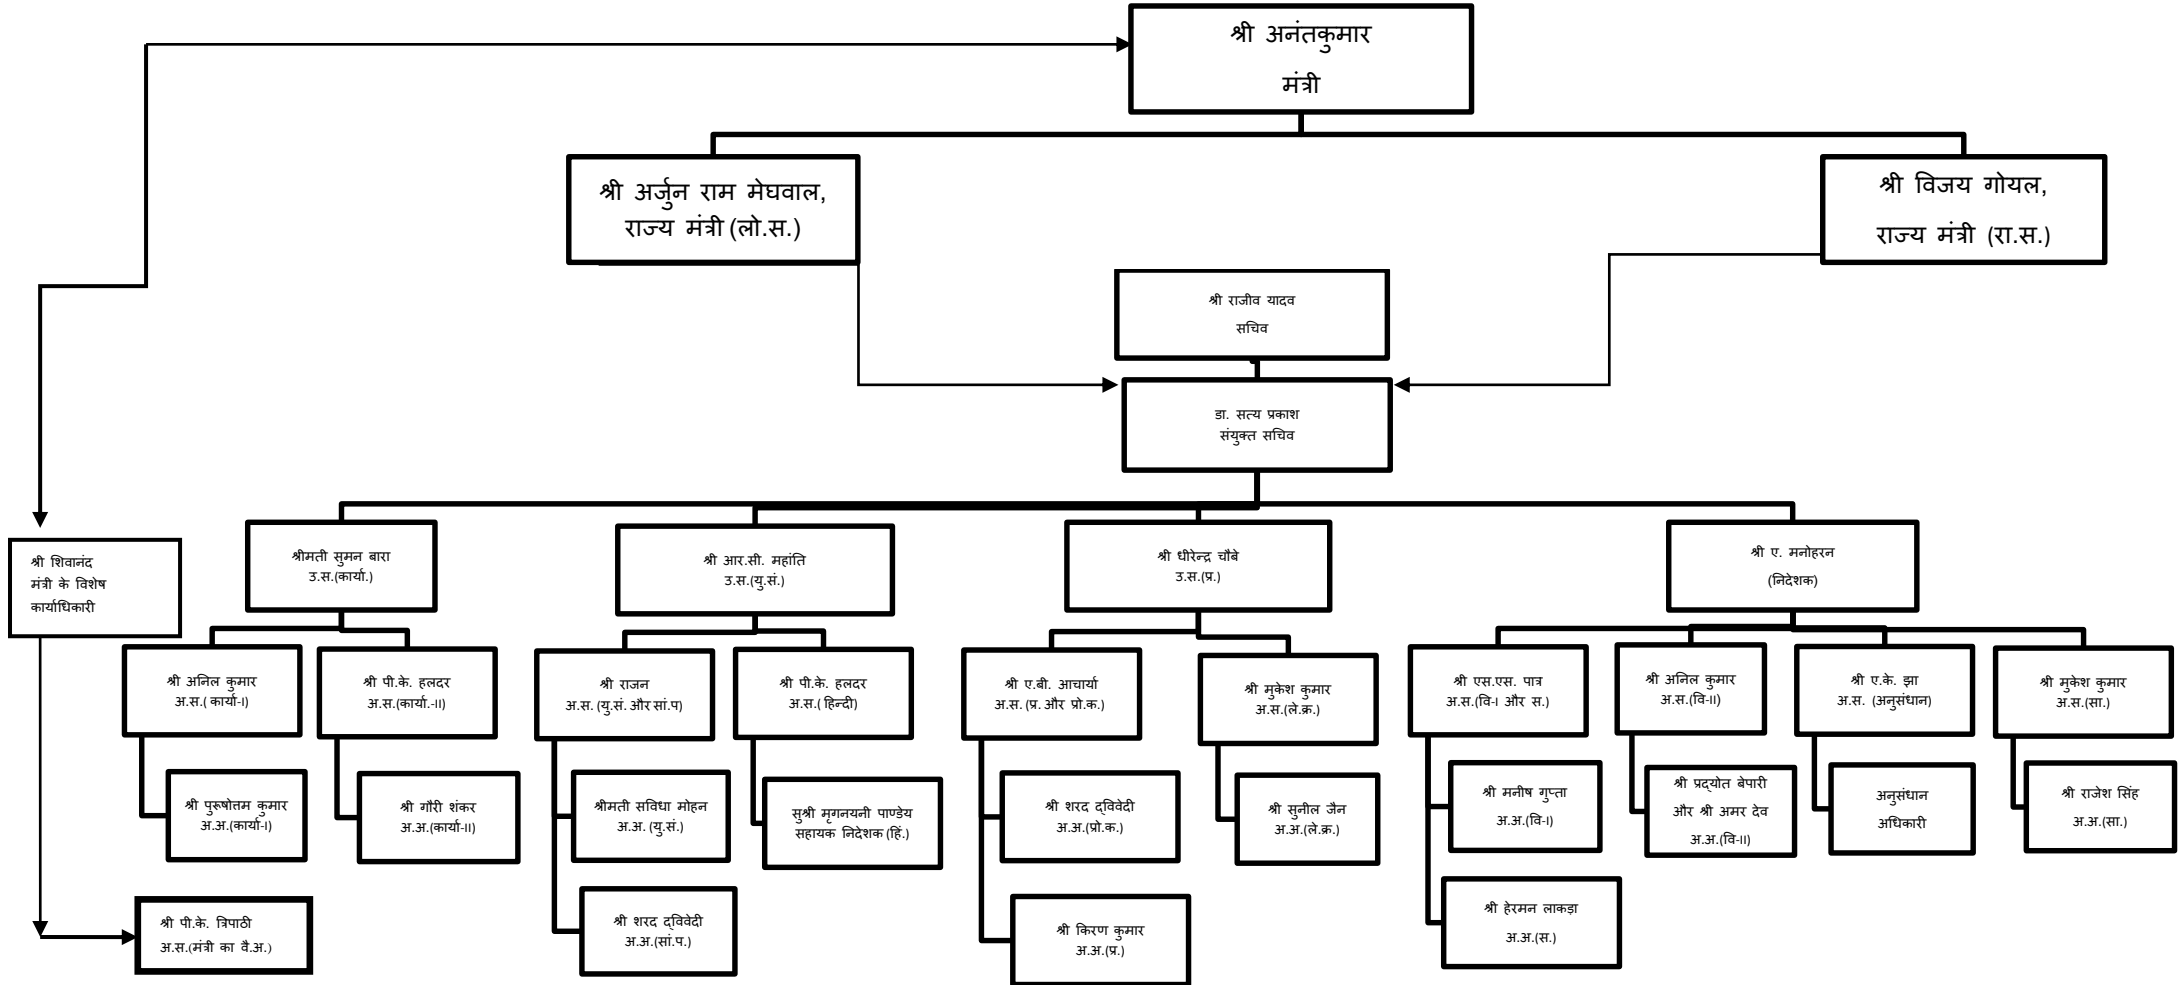 श्री अनंतकुमार
मंत्री
श्री अर्जुन राम मेघवाल,
राज्य मंत्री (लो.स.)
श्री विजय गोयल,
राज्य मंत्री (रा.स.)
श्री राजीव यादव
सचिव
डा. सत्य प्रकाश
संयुक्त सचिव
श्री शिवानंद
मंत्री के विशेष
कार्याधिकारी
श्रीमती सुमन बारा
उ.स.(कार्या.)
श्री आर.सी. महांति
उ.स.(यु.सं.)
श्री धीरेन्द्र चौबे
उ.स.(प्र.)
श्री ए. मनोहरन
(निदेशक)
श्री अनिल कुमार
अ.स.( कार्या-I)
श्री पी.के. हलदर
अ.स.(कार्या.-II)
श्री राजन
अ.स. (यु.सं. और सां.प)
श्री पी.के. हलदर
अ.स.( हिन्दी)
श्री ए.बी. आचार्या
अ.स. (प्र. और प्रो.क.)
श्री मुकेश कुमार
अ.स.(ले.क्र.)
श्री एस.एस. पात्र
अ.स.(वि-I और स.)
श्री अनिल कुमार
अ.स.(वि-II)
श्री ए.के. झा
अ.स. (अनुसंधान)
श्री मुकेश कुमार
अ.स.(सा.)
श्री पुरूषोत्तम कुमार
अ.अ.(कार्या-I)
श्री गौरी शंकर
अ.अ.(कार्या-II)
श्रीमती सविधा मोहन
अ.अ. (यु.सं.)
सुश्री मृगनयनी पाण्डेय
सहायक निदेशक (हिं.)
श्री शरद द्विवेदी
अ.अ.(प्रो.क.)
श्री सुनील जैन
अ.अ.(ले.क्र.)
श्री मनीष गुप्ता
अ.अ.(वि-I)
श्री प्रद्योत बेपारी
और श्री अमर देव
अ.अ.(वि-II)
अनुसंधान
अधिकारी
श्री राजेश सिंह
अ.अ.(सा.)
श्री पी.के. त्रिपाठी
अ.स.(मंत्री का वै.अ.)
श्री शरद द्विवेदी
अ.अ.(सां.प.)
श्री किरण कुमार
अ.अ.(प्र.)
श्री हेरमन लाकड़ा
अ.अ.(स.)